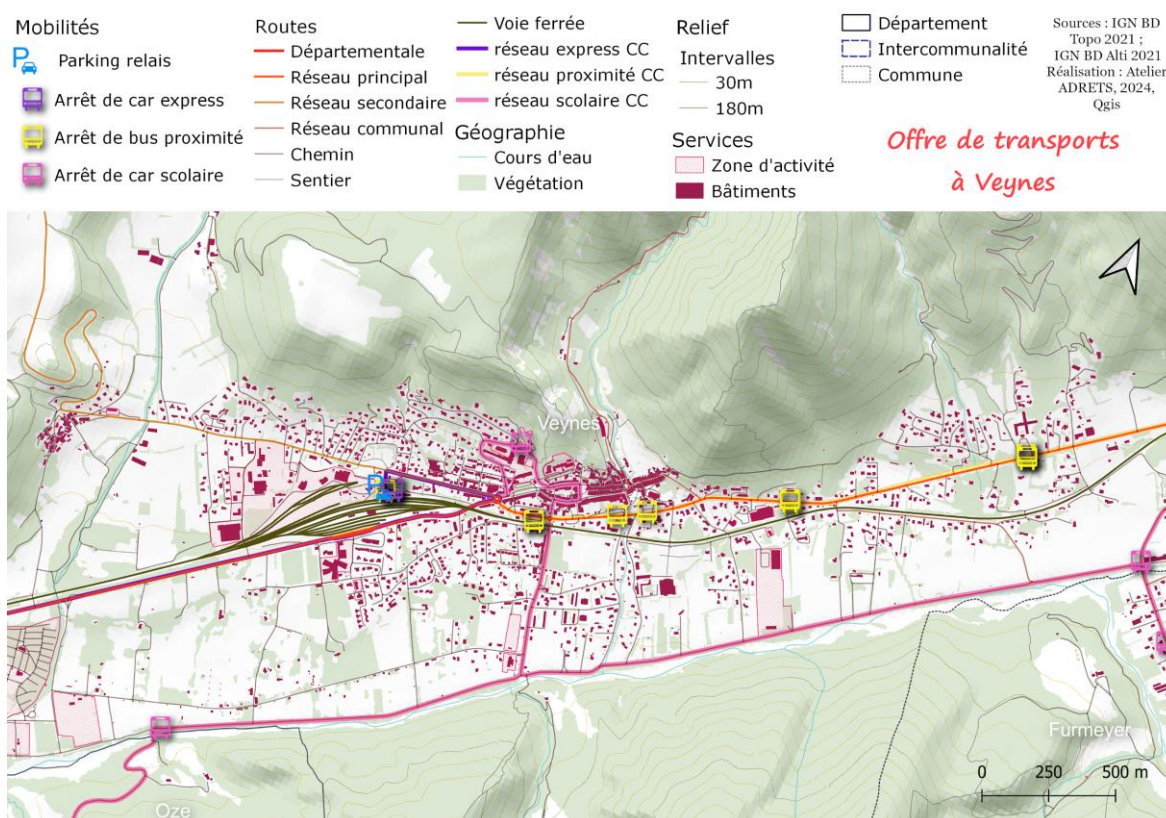 Mobilités
Parking relais
Arrêt de car express
Arrêt de bus proximité
Arrêt de car scolaire
Routes
Départementale
Réseau principal
Réseau secondaire
Réseau communal
Chemin
Sentier
Voie ferrée
réseau express CC
réseau proximité CC
réseau scolaire CC
Géographie
Cours d'eau
Végétation
Relief
Intervalles
30m
180m
Services
Zone d'activité
Bâtiments
Département
Intercommunalité
Commune
Sources : IGN BD
Topo 2021 ;
IGN BD Alti 2021
Réalisation : Atelier
ADRETS, 2024,
Qgis
Offre de transports
à Veynes
Veynes
Furmeyer
Oze
0 250 500 m